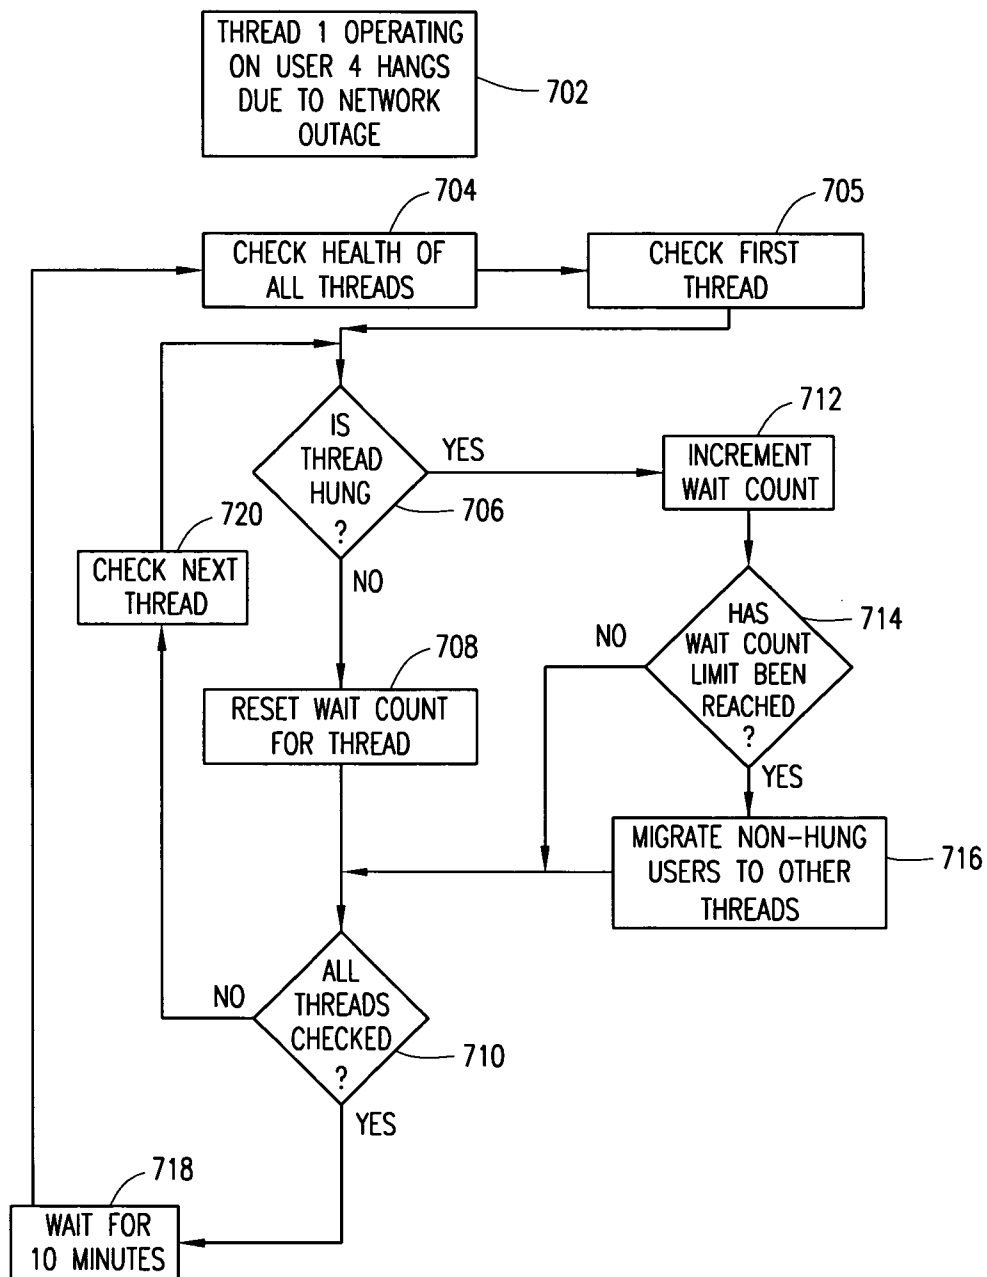 THREAD 1 OPERATING
ON USER 4 HANGS
DUE TO NETWORK
OUTAGE
702
704
CHECK HEALTH OF
ALL THREADS
705
CHECK FIRST
THREAD
IS
THREAD
HUNG
?
706
YES
NO
712
INCREMENT
WAIT COUNT
720
CHECK NEXT
THREAD
HAS
WAIT COUNT
LIMIT BEEN
REACHED
?
714
NO
YES
708
RESET WAIT COUNT
FOR THREAD
MIGRATE NON-HUNG
USERS TO OTHER
THREADS
716
ALL
THREADS
CHECKED
?
710
NO
YES
718
WAIT FOR
10 MINUTES